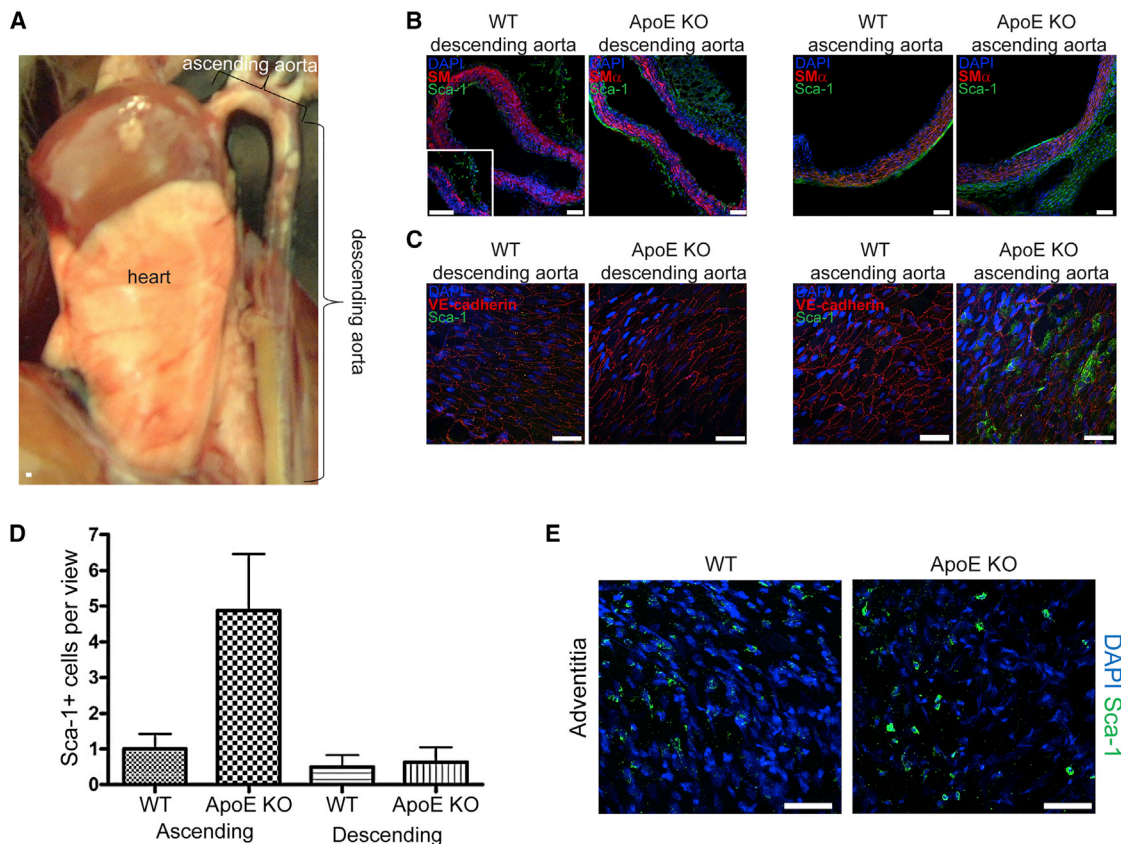 A
ascending aorta
heart
descending aorta
B
WT
descending aorta
ApoE KO
descending aorta
WT
ascending aorta
ApoE KO
ascending aorta
DAPI
SMα
Sca-1
DAPI
SMα
Sca-1
DAPI
SMα
Sca-1
DAPI
SMα
Sca-1
C
WT
descending aorta
ApoE KO
descending aorta
WT
ascending aorta
ApoE KO
ascending aorta
DAPI
VE-cadherin
Sca-1
DAPI
VE-cadherin
Sca-1
D
Sca-1+ cells per view
7
6
5
4
3
2
1
0
WT
ApoE KO
WT
ApoE KO
Ascending
Descending
E
WT
ApoE KO
Adventitia
DAPI Sca-1